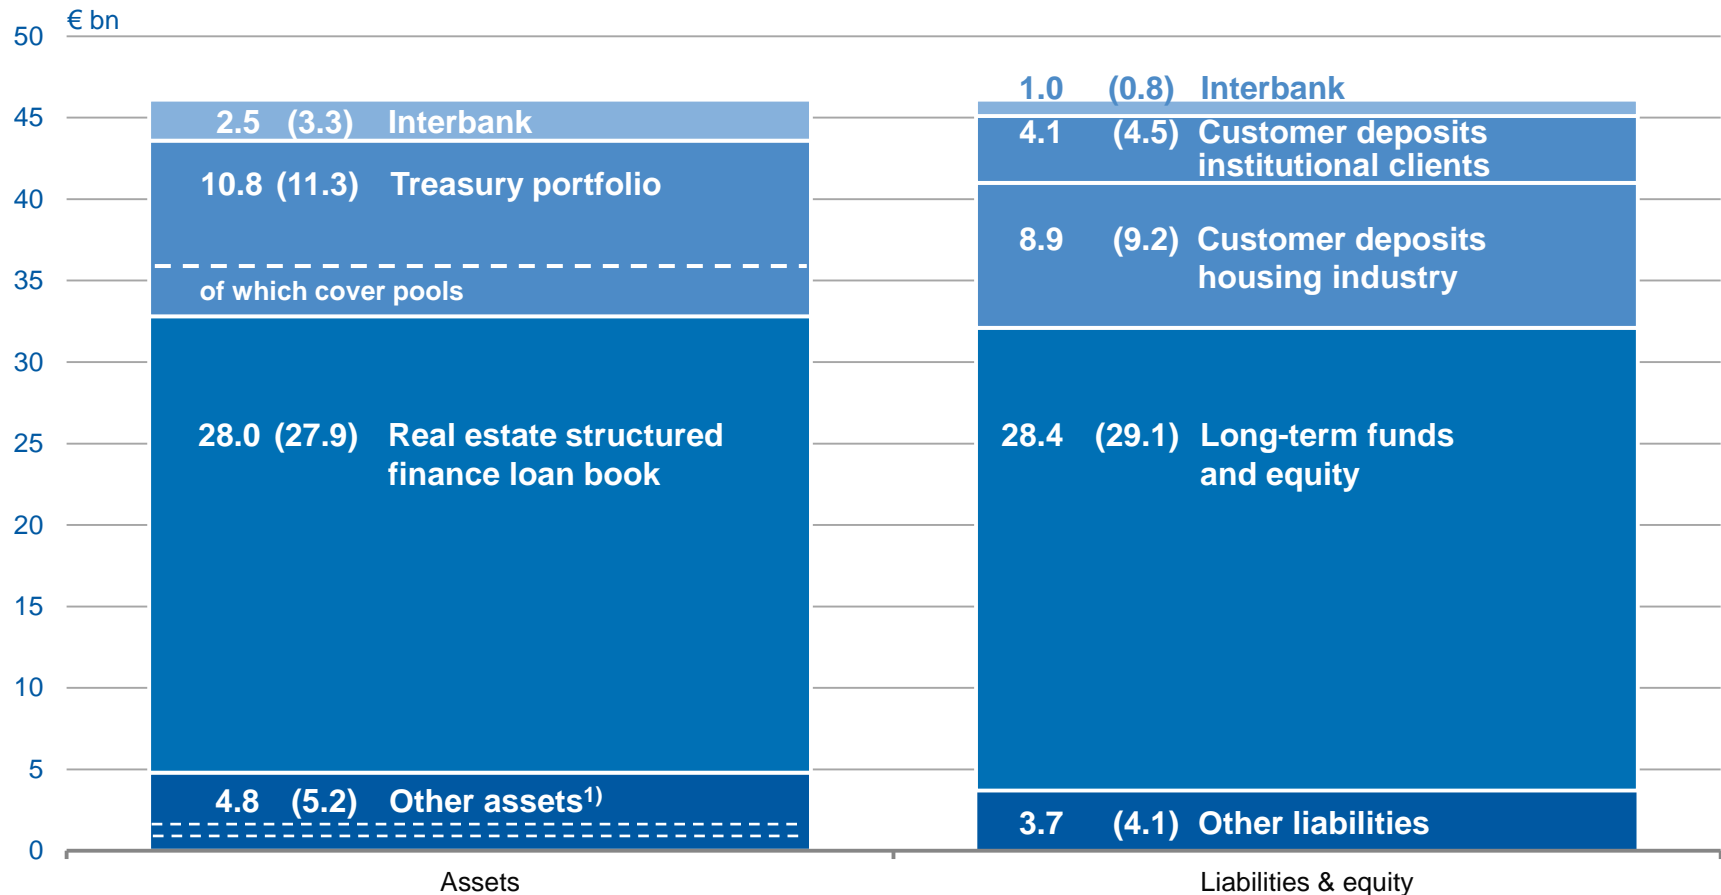 € bn
50
45
40
35
30
25
20
15
10
5
0
2.5 (3.3) Interbank
10.8 (11.3) Treasury portfolio
of which cover pools
28.0 (27.9) Real estate structured
finance loan book
4.8 (5.2) Other assets1)
Assets
1.0 (0.8) Interbank
4.1 (4.5) Customer deposits
institutional clients
8.9 (9.2) Customer deposits
housing industry
28.4 (29.1) Long-term funds
and equity
3.7 (4.1) Other liabilities
Liabilities & equity